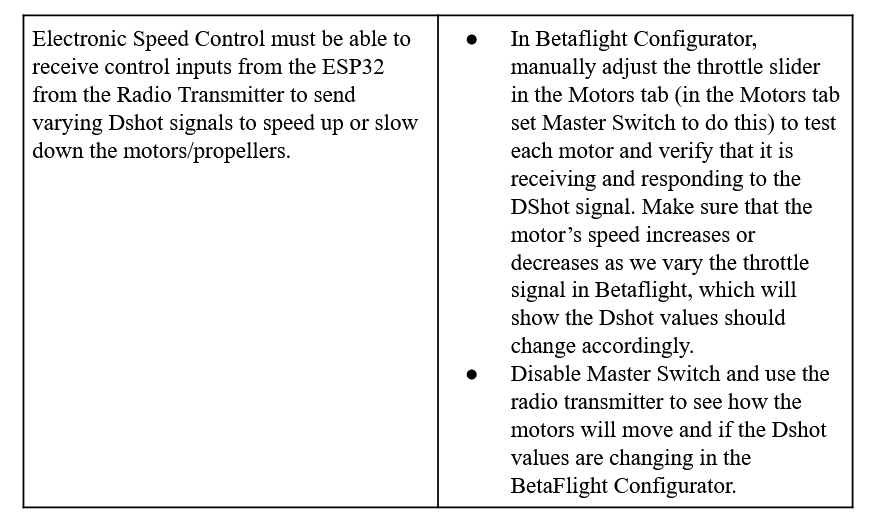 Electronic Speed Control must be able to
receive control inputs from the ESP32
from the Radio Transmitter to send
varying Dshot signals to speed up or slow
down the motors/propellers.
● In Betaflight Configurator,
manually adjust the throttle slider
in the Motors tab (in the Motors tab
set Master Switch to do this) to test
each motor and verify that it is
receiving and responding to the
DShot signal. Make sure that the
motor’s speed increases or
decreases as we vary the throttle
signal in Betaflight, which will
show the Dshot values should
change accordingly.
● Disable Master Switch and use the
radio transmitter to see how the
motors will move and if the Dshot
values are changing in the
BetaFlight Configurator.